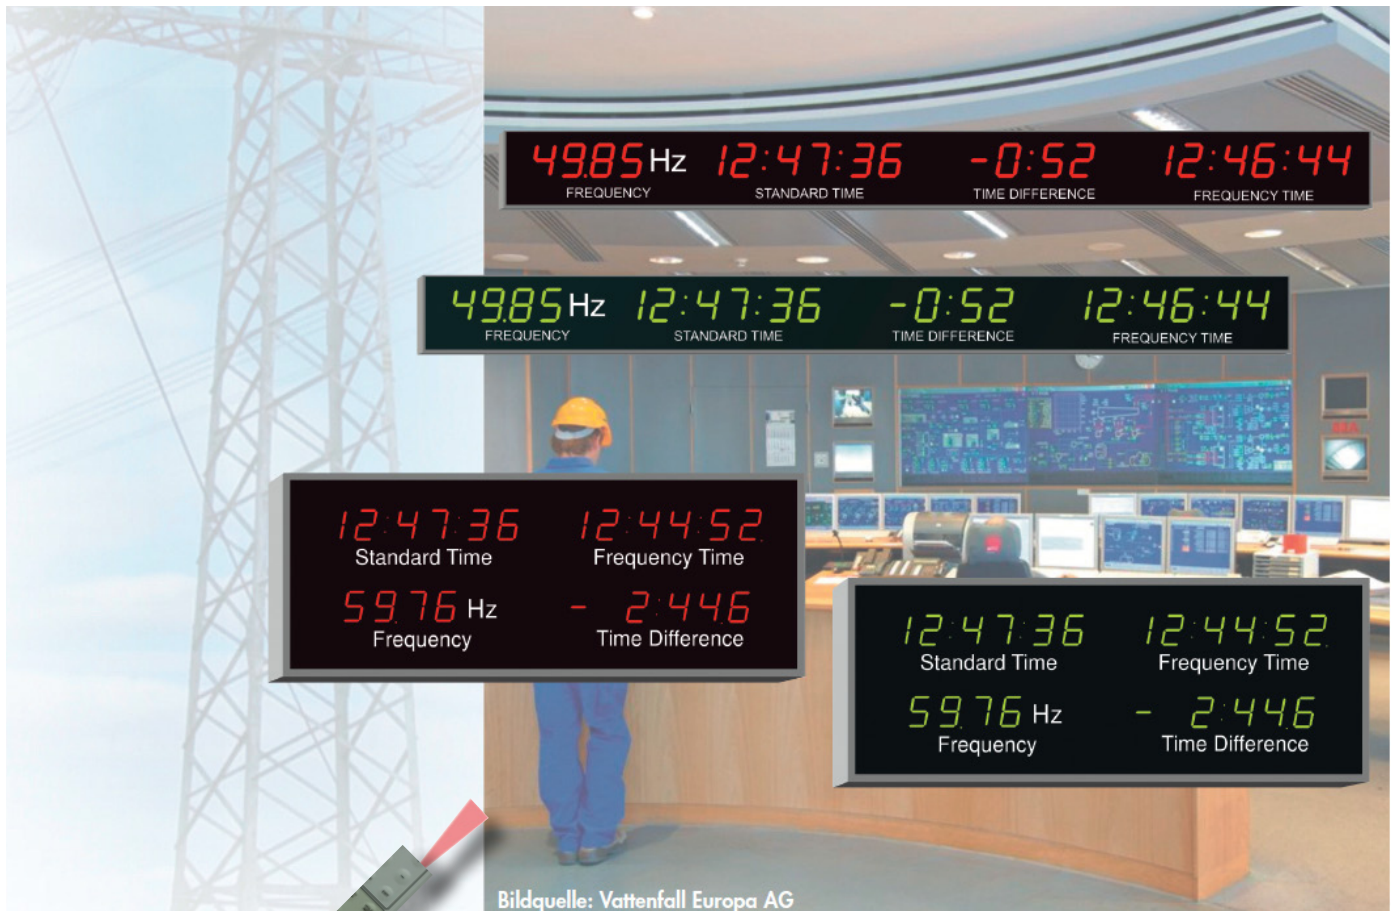 49.85 Hz 12:47:36 -0:52 12:46:44
FREQUENCY STANDARD TIME TIME DIFFERENCE FREQUENCY TIME
49.85 Hz 12:47:36 -0:52 12:46:44
FREQUENCY STANDARD TIME TIME DIFFERENCE FREQUENCY TIME
12:47:36 12:44:52.
Standard Time Frequency Time
59.76 Hz - 2:44.6
Frequency Time Difference
12:47:36 12:44:52.
Standard Time Frequency Time
59.76 Hz - 2:44.6
Frequency Time Difference
Bildquelle: Vattenfall Europa AG